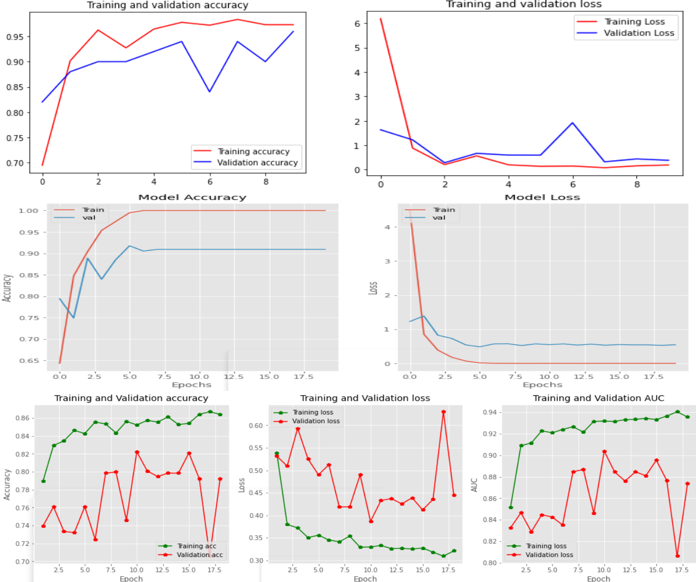 Training and validation accuracy
0.95
0.90
0.85
0.80
0.75
0.70
Training accuracy
Validation accuracy
0 2 4 6 8
Training and validation loss
6
5
4
3
2
1
0
Training Loss
Validation Loss
0 2 4 6 8
Model Accuracy
1.00
0.95
0.90
0.85
0.80
0.75
0.70
0.65
Accuracy
Train
val
0.0 2.5 5.0 7.5 10.0 12.5 15.0 17.5
Epochs
Model Loss
4
3
2
1
0
Loss
Train
val
0.0 2.5 5.0 7.5 10.0 12.5 15.0 17.5
Epochs
Training and Validation accuracy
0.86
0.84
0.82
0.80
0.78
0.76
0.74
0.72
0.70
Accuracy
Training acc
Validation acc
2.5 5.0 7.5 10.0 12.5 15.0 17.5
Epoch
Training and Validation loss
Training loss
Validation loss
0.60
0.55
0.50
0.45
0.40
0.35
0.30
Loss
2.5 5.0 7.5 10.0 12.5 15.0 17.5
Epoch
Training and Validation AUC
0.94
0.92
0.90
0.88
0.86
0.84
0.82
0.80
AUC
Training loss
Validation loss
2.5 5.0 7.5 10.0 12.5 15.0 17.5
Epoch